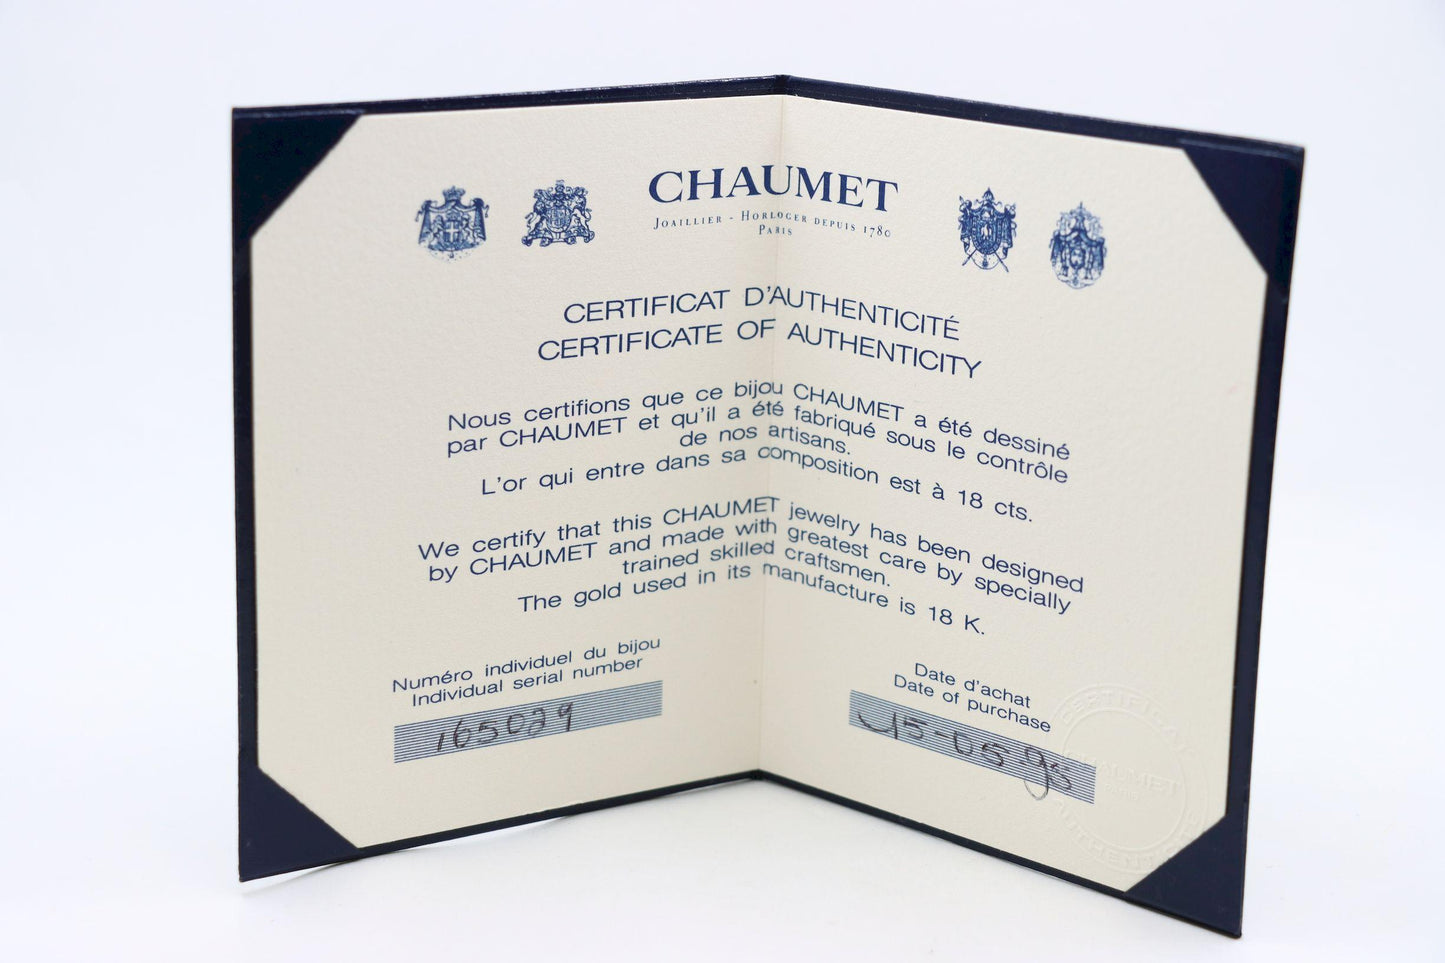 CHAUMET
JOAILLIER - HORLOGER DEPUIS 1780
PARIS
CERTIFICAT D'AUTHENTICITÉ
CERTIFICATE OF AUTHENTICITY
Nous certifions que ce bijou CHAUMET a été dessiné
par CHAUMET et qu'il a été fabriqué sous le contrôle
de nos artisans.
L'or qui entre dans sa composition est à 18 cts.
We certify that this CHAUMET jewelry has been designed
by CHAUMET and made with greatest care by specially
trained skilled craftsmen.
The gold used in its manufacture is 18 K.
Numéro individuel du bijou
Individual serial number
165039
Date d'achat
Date of purchase
15-05-95
CHAUMET
PARIS